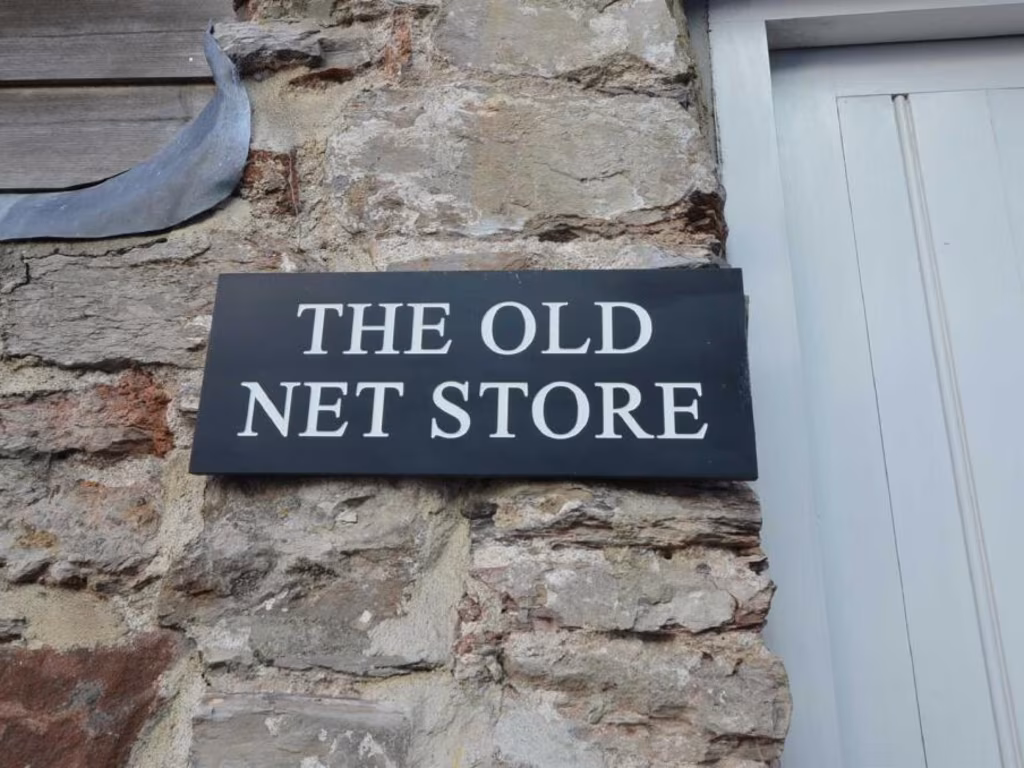 THE OLD
NET STORE